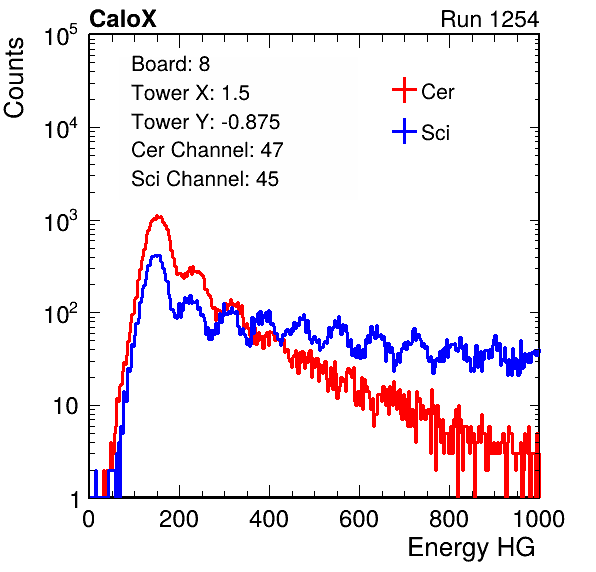 CaloX Run 1254
Counts
10^5
10^4
10^3
10^2
10
1
Board: 8
Tower X: 1.5
Tower Y: -0.875
Cer Channel: 47
Sci Channel: 45
Cer
Sci
0 200 400 600 800 1000
Energy HG